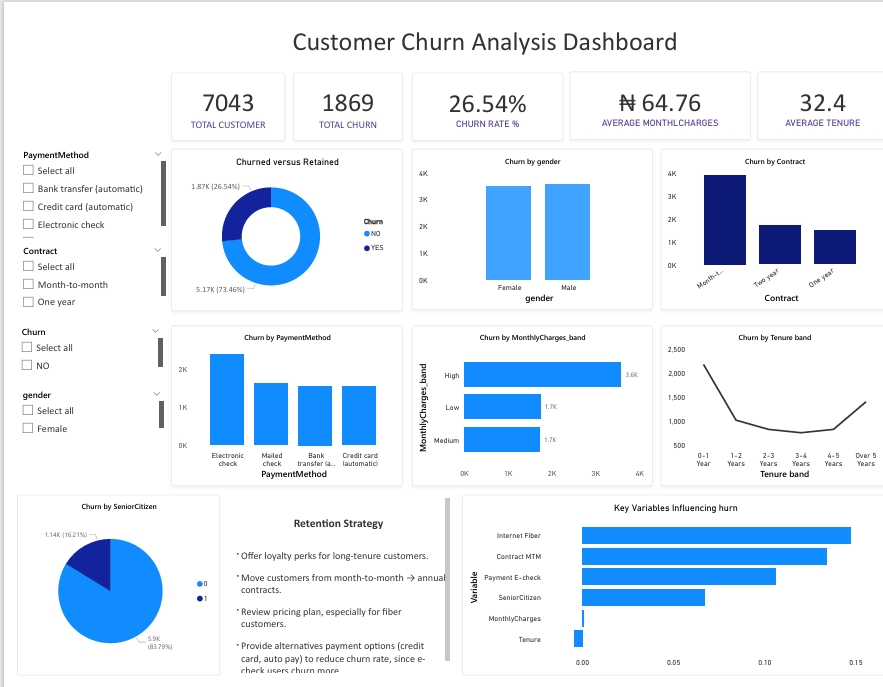 Customer Churn Analysis Dashboard
7043
TOTAL CUSTOMER
1869
TOTAL CHURN
26.54%
CHURN RATE %
₦ 64.76
AVERAGE MONTHLCHARGES
32.4
AVERAGE TENURE
PaymentMethod
Select all
Bank transfer (automatic)
Credit card (automatic)
Electronic check
Contract
Select all
Month-to-month
One year
Churn
Select all
NO
gender
Select all
Female
Churned versus Retained
1.87K (26.54%)
5.17K (73.46%)
Churn
NO
YES
Churn by gender
4K
3K
2K
1K
0K
Female
Male
gender
Churn by Contract
4K
3K
2K
1K
0K
Month-t...
Two year
One year
Contract
Churn by PaymentMethod
2K
1K
0K
Electronic
check
Mailed
check
Bank
transfer (a...
Credit card
(automatic)
PaymentMethod
Churn by MonthlyCharges_band
MonthlyCharges_band
High
3.6K
Low
1.7K
Medium
1.7K
0K
1K
2K
3K
4K
Churn by Tenure band
2,500
2,000
1,500
1,000
500
0-1
Year
1-2
Years
2-3
Years
3-4
Years
4-5
Years
Over 5
Years
Tenure band
Churn by SeniorCitizen
1.14K (16.21%)
5.9K
(83.79%)
0
1
Retention Strategy
• Offer loyalty perks for long-tenure customers.
• Move customers from month-to-month → annual
contracts.
• Review pricing plan, especially for fiber
customers.
• Provide alternatives payment options (credit
card, auto pay) to reduce churn rate, since e-
check users churn more
Key Variables Influencing hurn
Variable
Internet Fiber
Contract MTM
Payment E-check
SeniorCitizen
MonthlyCharges
Tenure
0.00
0.05
0.10
0.15